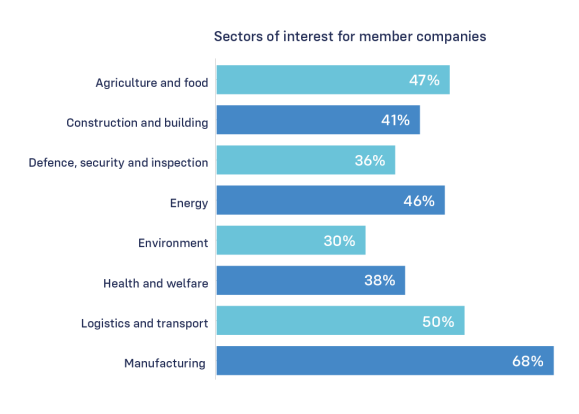 Sectors of interest for member companies
Agriculture and food 47%
Construction and building 41%
Defence, security and inspection 36%
Energy 46%
Environment 30%
Health and welfare 38%
Logistics and transport 50%
Manufacturing 68%